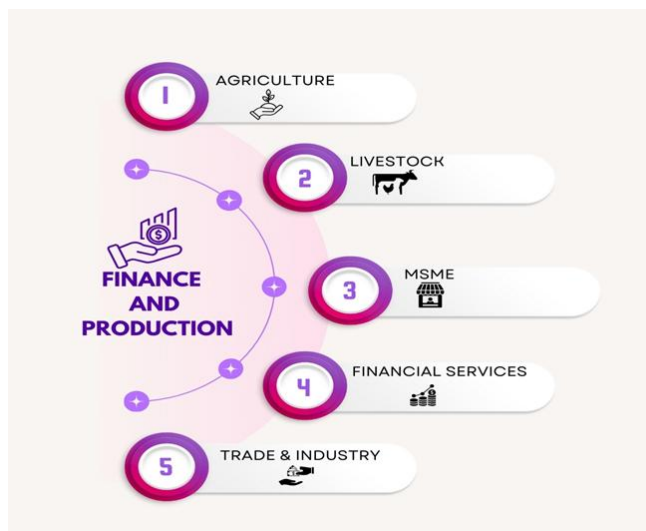 1
AGRICULTURE
2
LIVESTOCK
FINANCE
AND
PRODUCTION
3
MSME
4
FINANCIAL SERVICES
5
TRADE & INDUSTRY